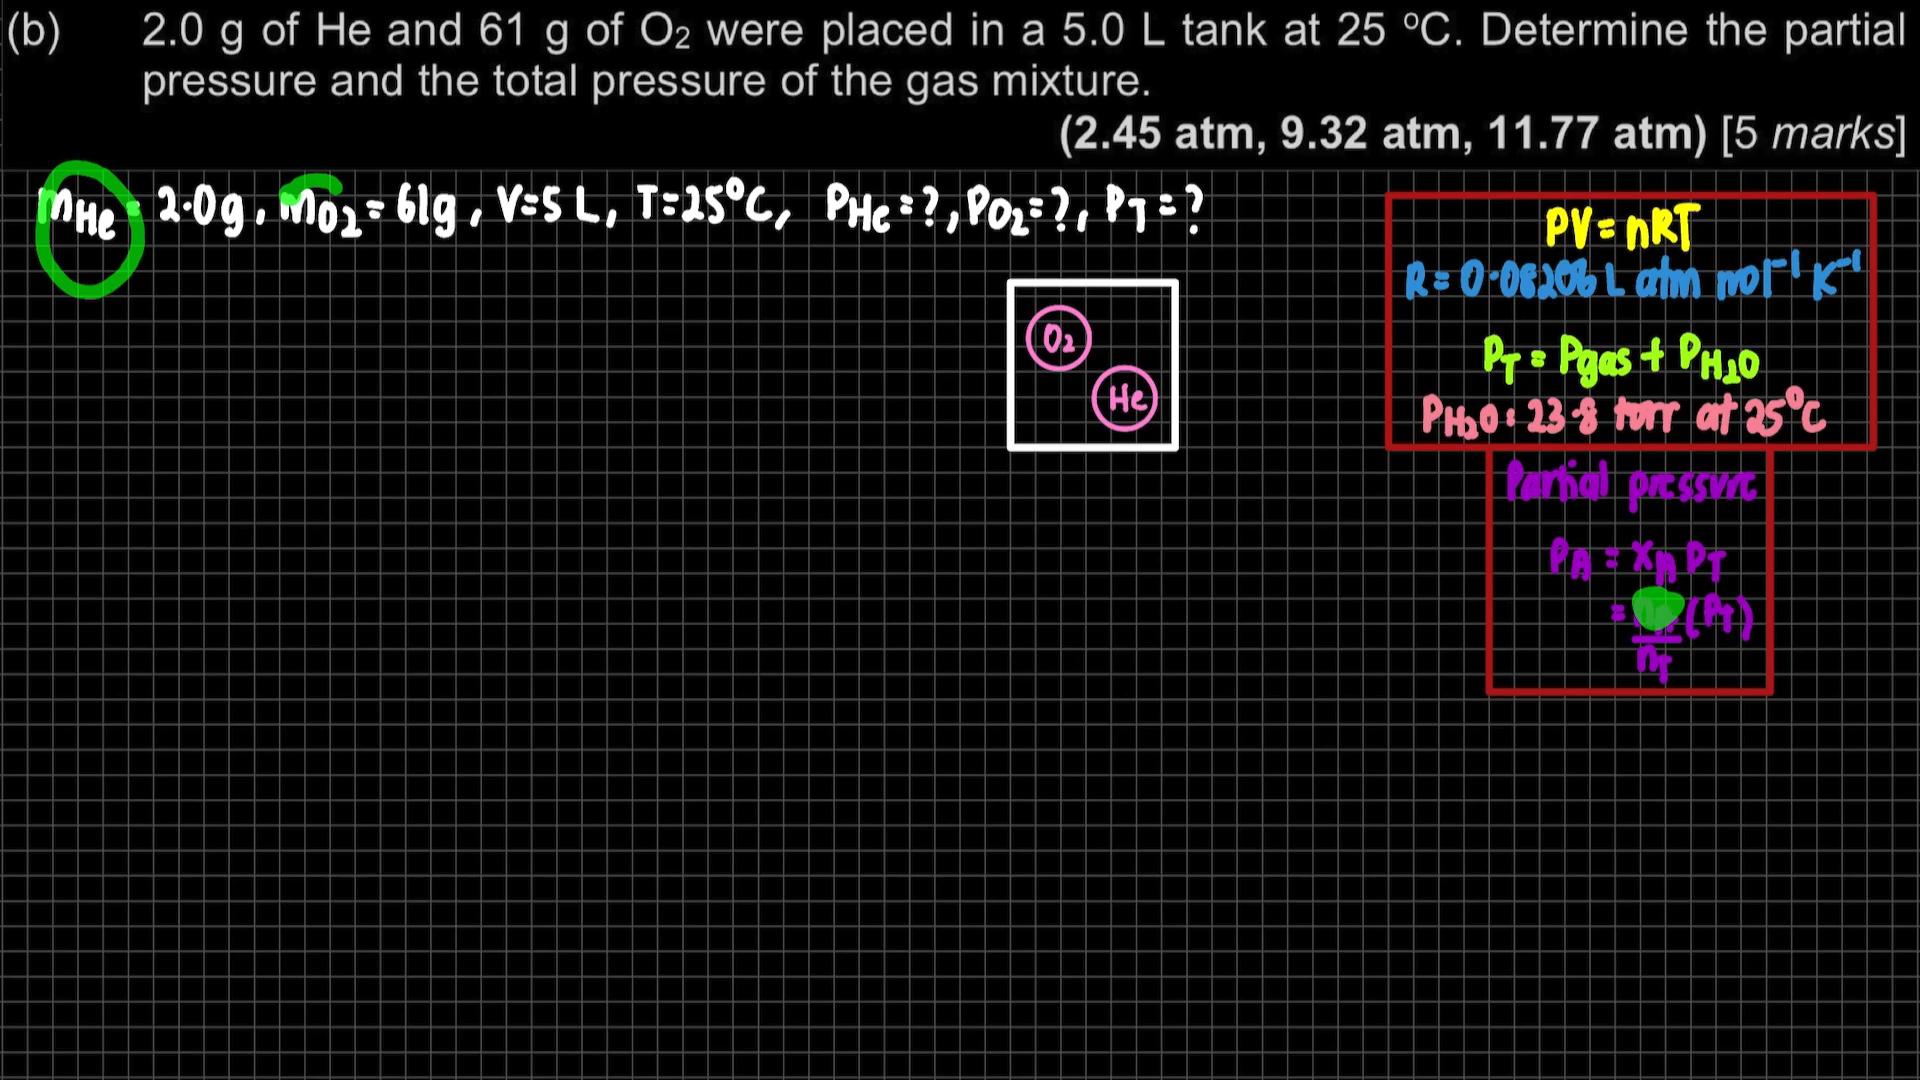 (b) 2.0 g of He and 61 g of O₂ were placed in a 5.0 L tank at 25 ºC. Determine the partial
pressure and the total pressure of the gas mixture.
(2.45 atm, 9.32 atm, 11.77 atm) [5 marks]
mHe = 2.0g, mO₂ = 61g, V=5 L, T=25°C, PHe=?, PO₂=?, PT=?
PV = nRT
R = 0.08206 L atm mol⁻¹ K⁻¹
PT = Pgas + PH₂O
PH₂O = 23.8 torr at 25°C
O₂
He
Partial pressure
PA = XA PT
= nA/nT (PT)